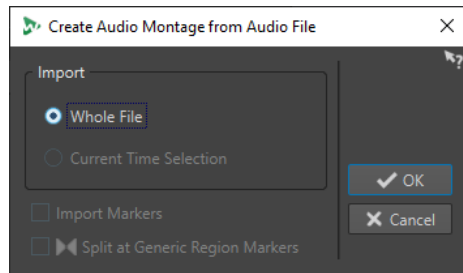 Create Audio Montage from Audio File
Import
Whole File
Current Time Selection
OK
Import Markers
Cancel
Split at Generic Region Markers